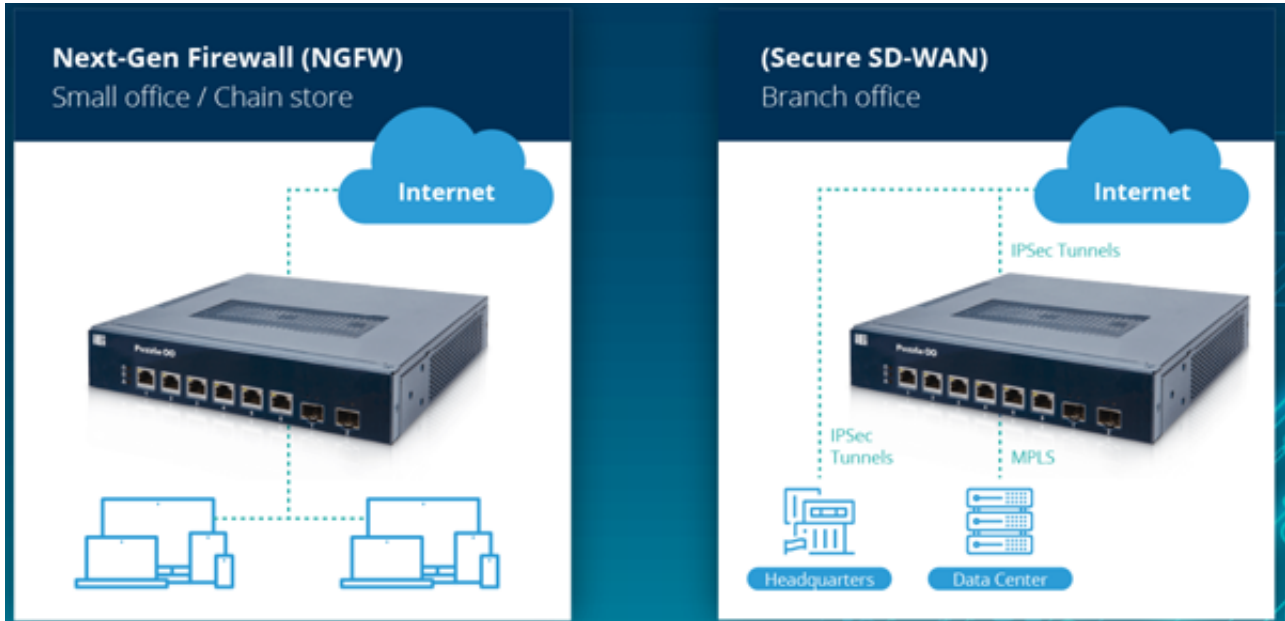 Next-Gen Firewall (NGFW)
Small office / Chain store
Internet
(Secure SD-WAN)
Branch office
Internet
IPSec Tunnels
IPSec
Tunnels
MPLS
Headquarters
Data Center